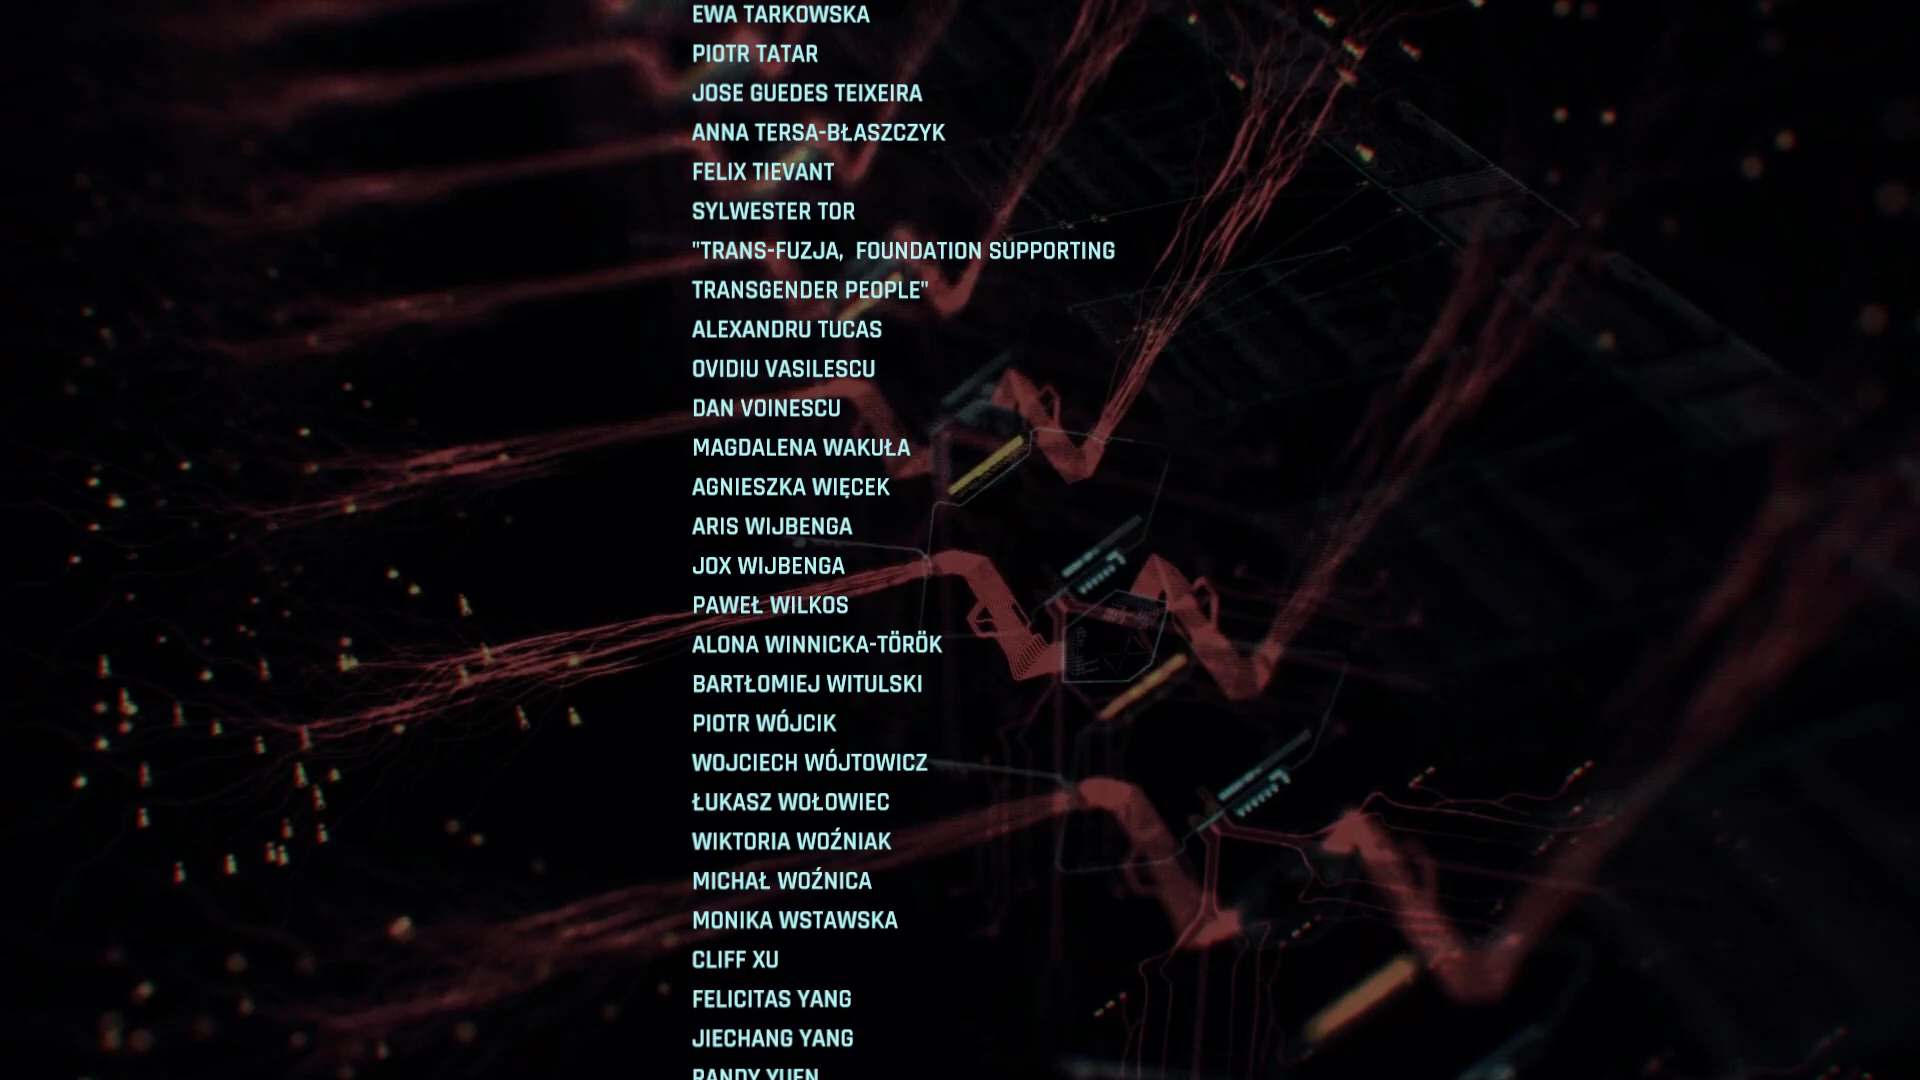 EWA TARKOWSKA
PIOTR TATAR
JOSE GUEDES TEIXEIRA
ANNA TERSA-BŁASZCZYK
FELIX TIEVANT
SYLWESTER TOR
"TRANS-FUZJA,  FOUNDATION SUPPORTING
TRANSGENDER PEOPLE"
ALEXANDRU TUCAS
OVIDIU VASILESCU
DAN VOINESCU
MAGDALENA WAKUŁA
AGNIESZKA WIĘCEK
ARIS WIJBENGA
JOX WIJBENGA
PAWEŁ WILKOS
ALONA WINNICKA-TÖRÖK
BARTŁOMIEJ WITULSKI
PIOTR WÓJCIK
WOJCIECH WÓJTOWICZ
ŁUKASZ WOŁOWIEC
WIKTORIA WOŹNIAK
MICHAŁ WOŹNICA
MONIKA WSTAWSKA
CLIFF XU
FELICITAS YANG
JIECHANG YANG
RANDY YUEN